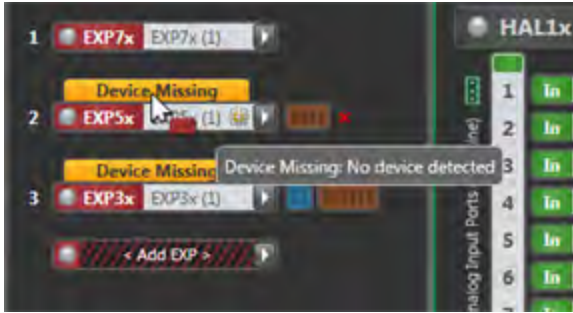 1 EXP7x EXP7x (1)
Device Missing
2 EXP5x (1)
Device Missing: No device detected
Device Missing
3 EXP3x EXP3x (1)
< Add EXP >
HAL1x
1 In
2 In
3 In
4 In
5 In
6 In
Analog Input Ports